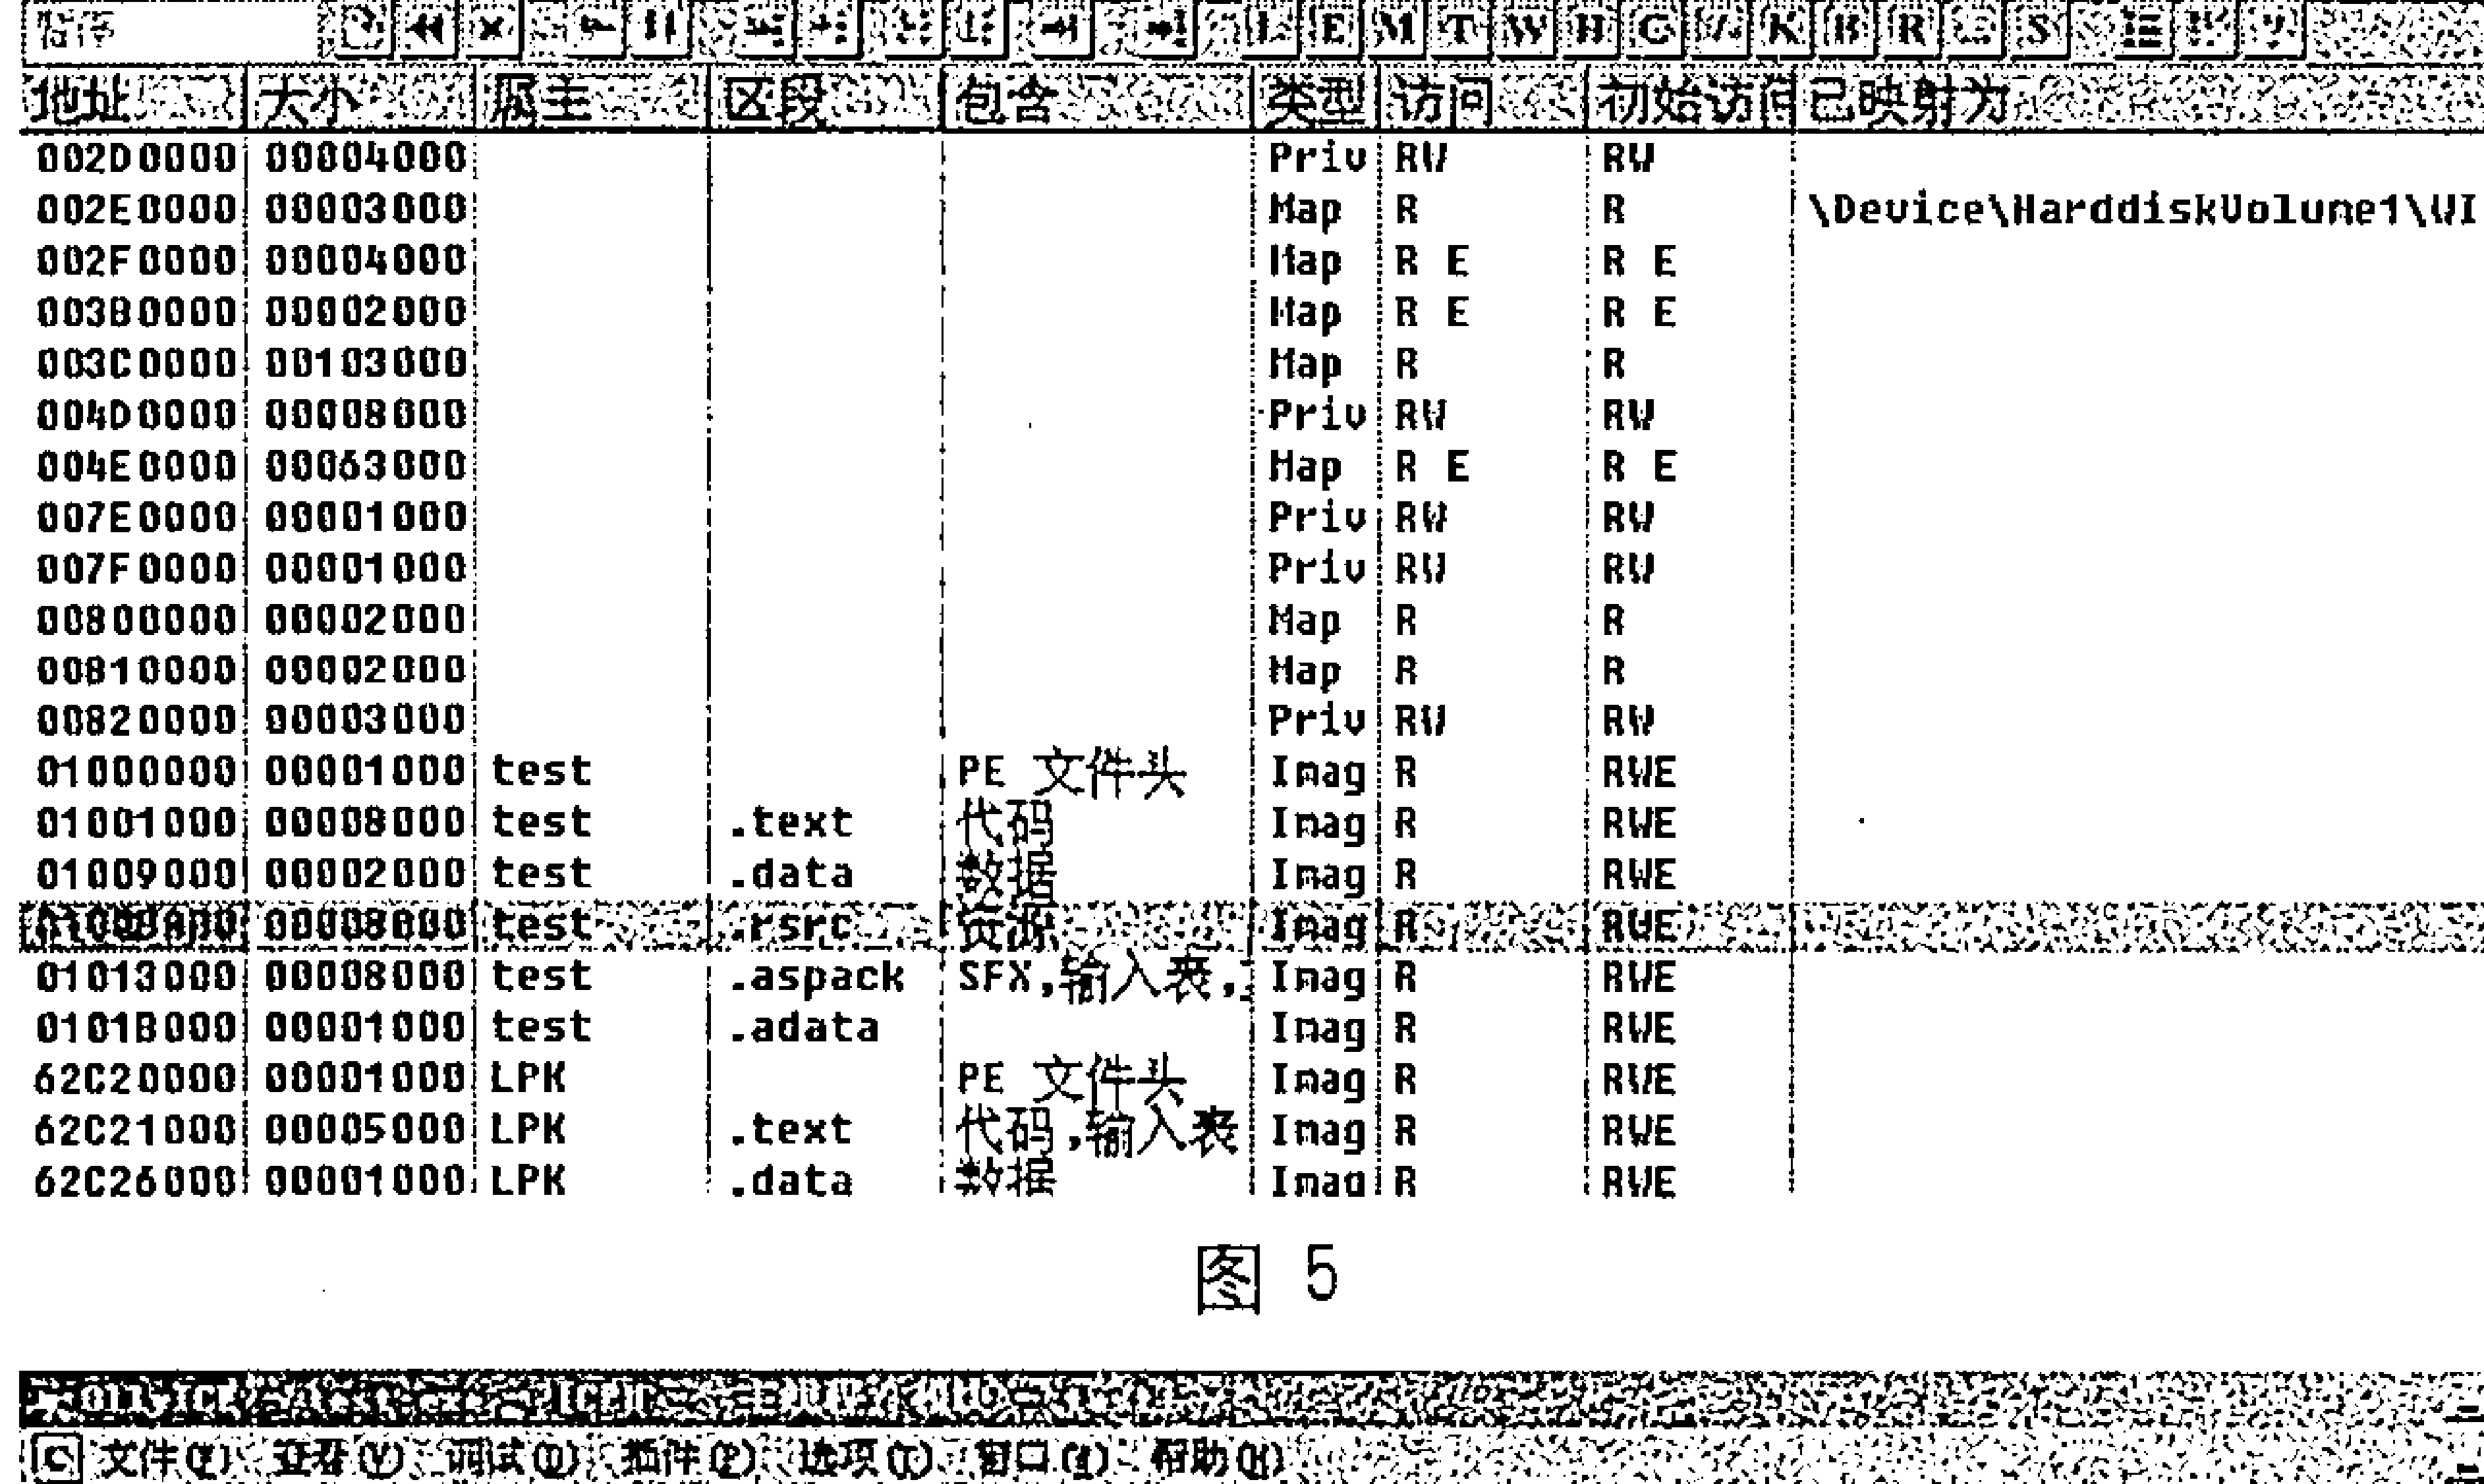 暂停 L E M T W H C / K B R ... S
地址 大小 属主 区段 包含 类型 访问 初始访问 已映射为
002D0000 00004000 Priv RW RW
002E0000 00003000 Map R R \Device\HarddiskVolume1\WI
002F0000 00004000 Map R E R E
003B0000 00002000 Map R E R E
003C0000 00103000 Map R R
004D0000 00008000 Priv RW RW
004E0000 00063000 Map R E R E
007E0000 00001000 Priv RW RW
007F0000 00001000 Priv RW RW
00800000 00002000 Map R R
00810000 00002000 Map R R
00820000 00003000 Priv RW RW
01000000 00001000 test PE 文件头 Imag R RWE
01001000 00008000 test .text 代码 Imag R RWE
01009000 00002000 test .data 数据 Imag R RWE
0100B000 00008000 test .rsrc 资源 Imag R RWE
01013000 00008000 test .aspack SFX,输入表, Imag R RWE
0101B000 00001000 test .adata Imag R RWE
62C20000 00001000 LPK PE 文件头 Imag R RWE
62C21000 00005000 LPK .text 代码,输入表 Imag R RWE
62C26000 00001000 LPK .data 数据 Imag R RWE
图 5
C 文件(F) 查看(V) 调试(D) 插件(P) 选项(T) 窗口(W) 帮助(H)